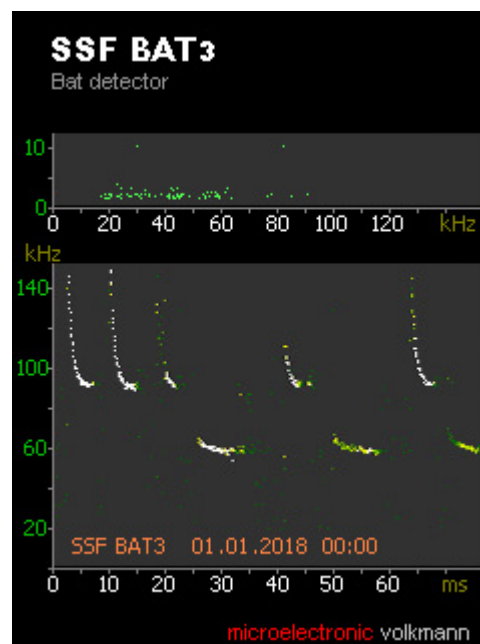 SSF BAT3
Bat detector
10
0
0 20 40 60 80 100 120 kHz
kHz
140
100
60
20
SSF BAT3 01.01.2018 00:00
0 10 20 30 40 50 60 ms
microelectronic volkmann